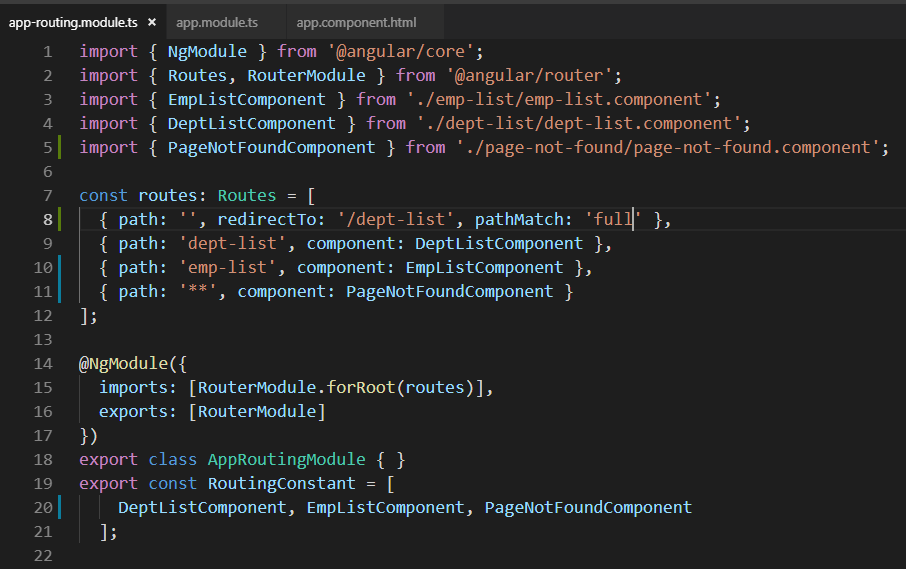 app-routing.module.ts × app.module.ts app.component.html
1 import { NgModule } from '@angular/core';
2 import { Routes, RouterModule } from '@angular/router';
3 import { EmpListComponent } from './emp-list/emp-list.component';
4 import { DeptListComponent } from './dept-list/dept-list.component';
5 import { PageNotFoundComponent } from './page-not-found/page-not-found.component';
6
7 const routes: Routes = [
8 { path: '', redirectTo: '/dept-list', pathMatch: 'full' },
9 { path: 'dept-list', component: DeptListComponent },
10 { path: 'emp-list', component: EmpListComponent },
11 { path: '**', component: PageNotFoundComponent }
12 ];
13
14 @NgModule({
15 imports: [RouterModule.forRoot(routes)],
16 exports: [RouterModule]
17 })
18 export class AppRoutingModule { }
19 export const RoutingConstant = [
20 DeptListComponent, EmpListComponent, PageNotFoundComponent
21 ];
22